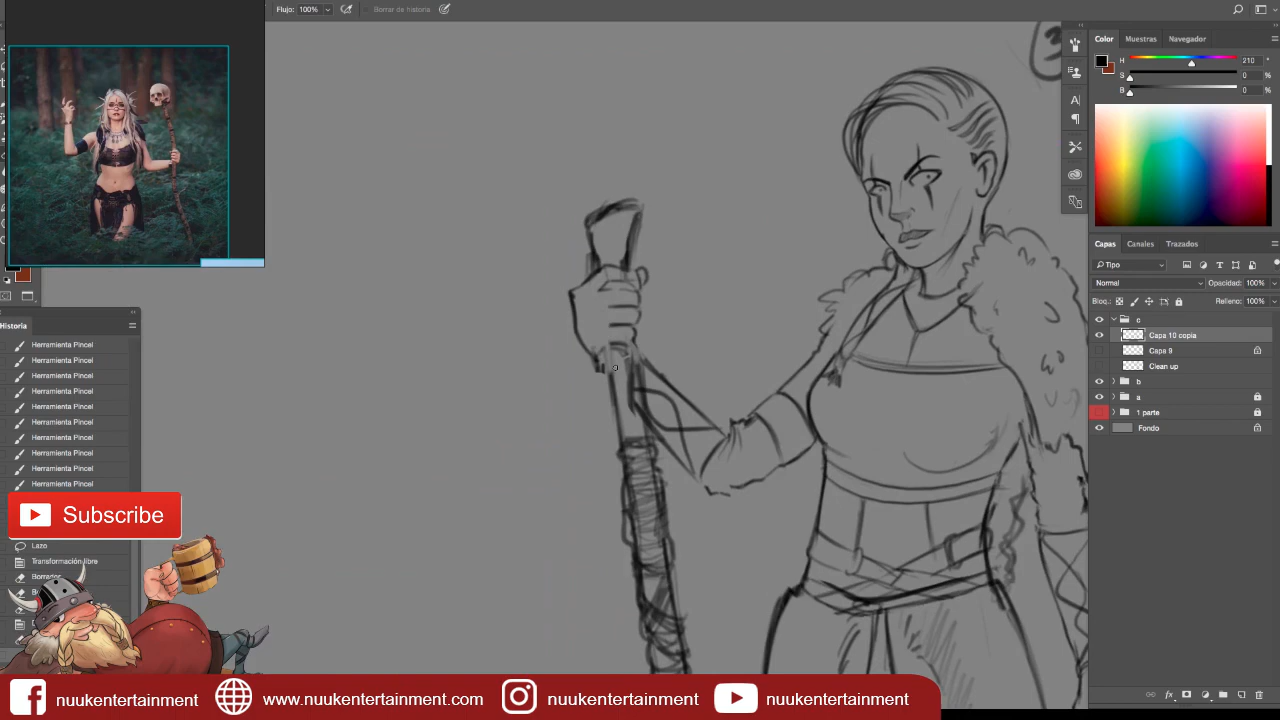 Flujo: 100% Borrar de historia.
Color Muestras Navegador
H 210 °
S 0 %
B 0 %
Capas Canales Trazados
Tipo
Normal Opacidad: 100%
Bloq.: Relleno: 100%
c
Capa 10 copia
Capa 9
Clean up
b
a
1 parte
Fondo
Historia
Herramienta Pincel
Herramienta Pincel
Herramienta Pincel
Herramienta Pincel
Herramienta Pincel
Herramienta Pincel
Herramienta Pincel
Herramienta Pincel
Herramienta Pincel
Herramienta Pincel
Subscribe
Lazo
Transformación libre
Borrador
nuukentertainment www.nuukentertainment.com nuukentertainment nuukentertainment